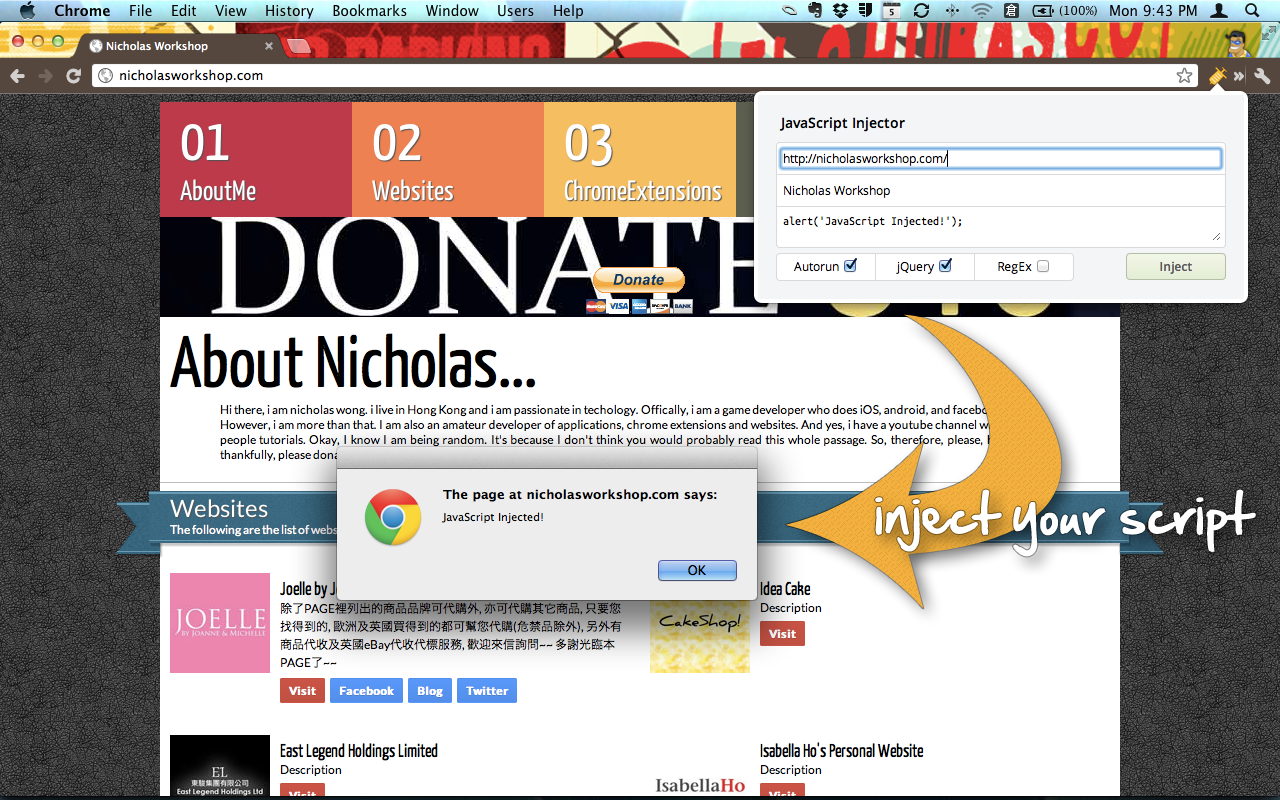 Chrome File Edit View History Bookmarks Window Users Help
5 倉 (100%) Mon 9:43 PM
Nicholas Workshop
nicholasworkshop.com
01
AboutMe
02
Websites
03
ChromeExtensions
JavaScript Injector
http://nicholasworkshop.com/
Nicholas Workshop
alert('JavaScript Injected!');
Autorun
jQuery
RegEx
Inject
DONATE
Donate
VISA
BANK
About Nicholas...
Hi there, i am nicholas wong. i live in Hong Kong and i am passionate in techology. Offically, i am a game developer who does iOS, android, and
However, i am more than that. I am also an amateur developer of applications, chrome extensions and websites. And yes, i have a youtube channel
people tutorials. Okay, I know I am being random. It's because I don't think you would probably read this whole passage. So, therefore, please,
thankfully, please
Websites
The following are the list of
The page at nicholasworkshop.com says:
JavaScript Injected!
OK
inject your script
JOELLE
BY JOANNE & MICHELLE
Joelle by
除了PAGE裡列出的商品品牌可代購外, 亦可代購其它商品, 只要您
找得到的, 歐洲及英國買得到的都可幫您代購(危禁品除外), 另外有
商品代收及英國eBay代收代標服務, 歡迎來信詢問~~ 多謝光臨本
PAGE了~~
Visit
Facebook
Blog
Twitter
CakeShop!
Idea Cake
Description
Visit
EL
東駿集團有限公司
East Legend Holdings Ltd
East Legend Holdings Limited
Description
Visit
IsabellaHo
Isabella Ho's Personal Website
Description
Visit